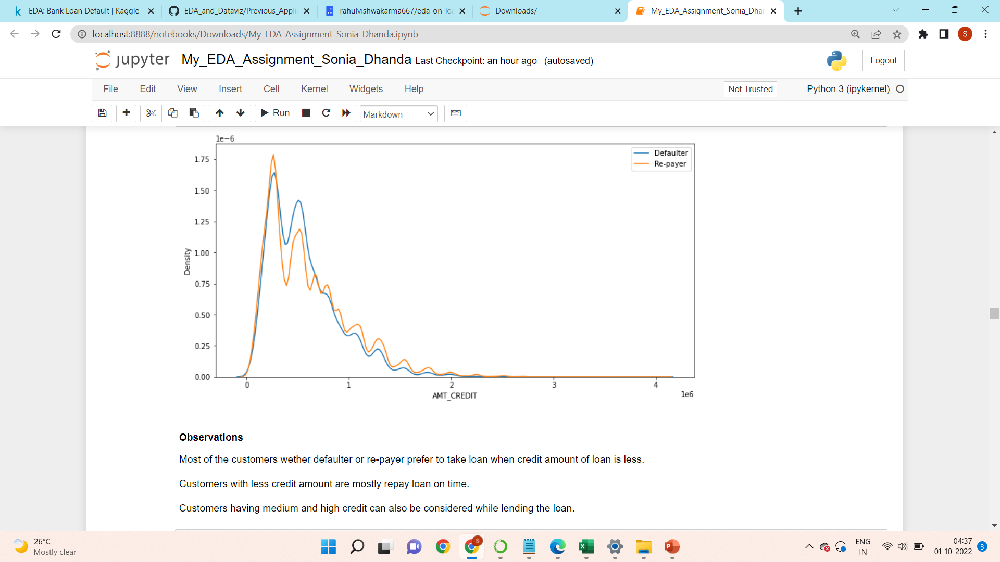 EDA: Bank Loan Default | Kaggle
EDA_and_Dataviz/Previous_Applic
rahulvishwakarma667/eda-on-loa
Downloads/
My_EDA_Assignment_Sonia_Dhan
localhost:8888/notebooks/Downloads/My_EDA_Assignment_Sonia_Dhanda.ipynb
S
jupyter My_EDA_Assignment_Sonia_Dhanda Last Checkpoint: an hour ago (autosaved)
Logout
File Edit View Insert Cell Kernel Widgets Help
Not Trusted
Python 3 (ipykernel)
Run
Markdown
1e−6
Defaulter
Re-payer
1.75
1.50
1.25
1.00
0.75
0.50
0.25
0.00
Density
0 1 2 3 4
1e6
AMT_CREDIT
Observations
Most of the customers wether defaulter or re-payer prefer to take loan when credit amount of loan is less.
Customers with less credit amount are mostly repay loan on time.
Customers having medium and high credit can also be considered while lending the loan.
26°C
Mostly clear
S
ENG
IN
04:37
01-10-2022
3